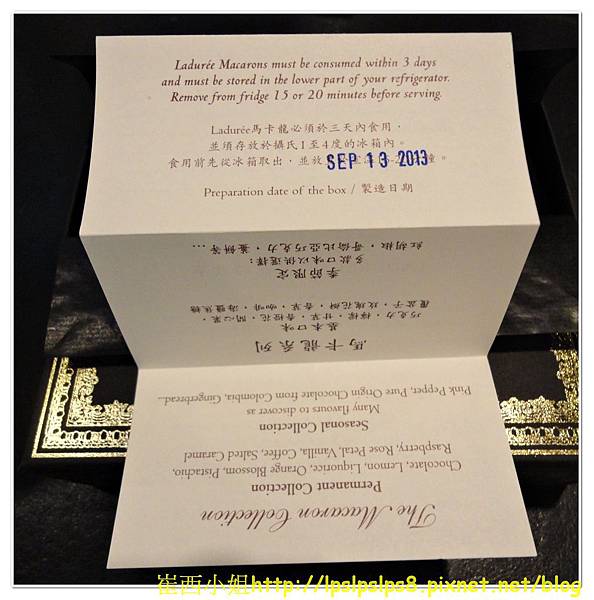 Ladurée Macarons must be consumed within 3 days
and must be stored in the lower part of your refrigerator.
Remove from fridge 15 or 20 minutes before serving.
Ladurée馬卡龍必須於三天內食用，
並須存放於攝氏1至4度的冰箱內。
食用前先從冰箱取出，並放
SEP 13 2013
Preparation date of the box / 製造日期
馬卡龍系列
基本口味
巧克力，檸檬，甘草，香橙花，開心果，
覆盆子，玫瑰花瓣，香草，咖啡，海鹽焦糖
季節限定
多款口味以供選擇：
紅胡椒，哥倫比亞巧克力，薑餅等...
The Macaron Collection
Permanent Collection
Chocolate, Lemon, Liquorice, Orange Blossom, Pistachio,
Raspberry, Rose Petal, Vanilla, Coffee, Salted Caramel
Seasonal Collection
Many flavours to discover as
Pink Pepper, Pure Origin Chocolate from Colombia, Gingerbread...
崔西小姐http://lpslpslps8.pixnet.net/blog